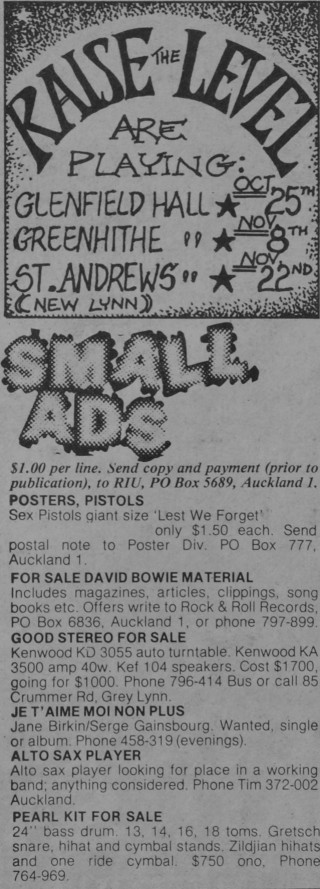 RAISE THE LEVEL
ARE
PLAYING:
GLENFIELD HALL ★ OCT 25TH
GREENHITHE " ★ NOV 8TH
ST. ANDREWS " ★ NOV 22ND
(NEW LYNN)
SMALL
ADS
$1.00 per line. Send copy and payment (prior to
publication), to RIU, PO Box 5689, Auckland 1.
POSTERS, PISTOLS
Sex Pistols giant size 'Lest We Forget'
only $1.50 each. Send
postal note to Poster Div. PO Box 777,
Auckland 1.
FOR SALE DAVID BOWIE MATERIAL
Includes magazines, articles, clippings, song
books etc. Offers write to Rock & Roll Records,
PO Box 6836, Auckland 1, or phone 797-899.
GOOD STEREO FOR SALE
Kenwood KD 3055 auto turntable. Kenwood KA
3500 amp 40w. Kef 104 speakers. Cost $1700,
going for $1000. Phone 796-414 Bus or call 85
Crummer Rd, Grey Lynn.
JE T'AIME MOI NON PLUS
Jane Birkin/Serge Gainsbourg. Wanted, single
or album. Phone 458-319 (evenings).
ALTO SAX PLAYER
Alto sax player looking for place in a working
band; anything considered. Phone Tim 372-002
Auckland.
PEARL KIT FOR SALE
24'' bass drum. 13, 14, 16, 18 toms. Gretsch
snare, hihat and cymbal stands. Zildjian hihats
and one ride cymbal. $750 ono, Phone
764-969.